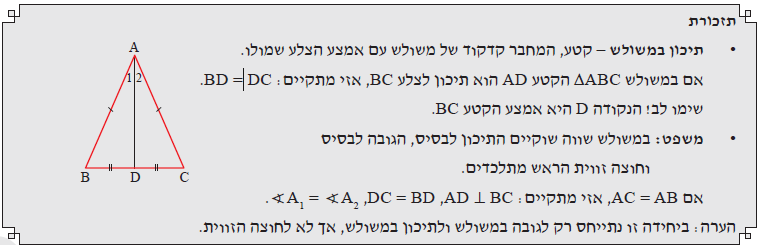 תזכורת
• תיכון במשולש – קטע, המחבר קדקוד של משולש עם אמצע הצלע שמולו.
אם במשולש ΔABC הקטע AD הוא תיכון לצלע BC, אזי מתקיים: BD = DC.
שימו לב! הנקודה D היא אמצע הקטע BC.
• משפט: במשולש שווה שוקיים התיכון לבסיס, הגובה לבסיס
וחוצה זווית הראש מתלכדים.
אם AC = AB, אזי מתקיים: ∢A₁ = ∢A₂ ,DC = BD ,AD ⊥ BC.
הערה: ביחידה זו נתייחס רק לגובה במשולש ולתיכון במשולש, אך לא לחוצה הזווית.
A
1 2
B D C